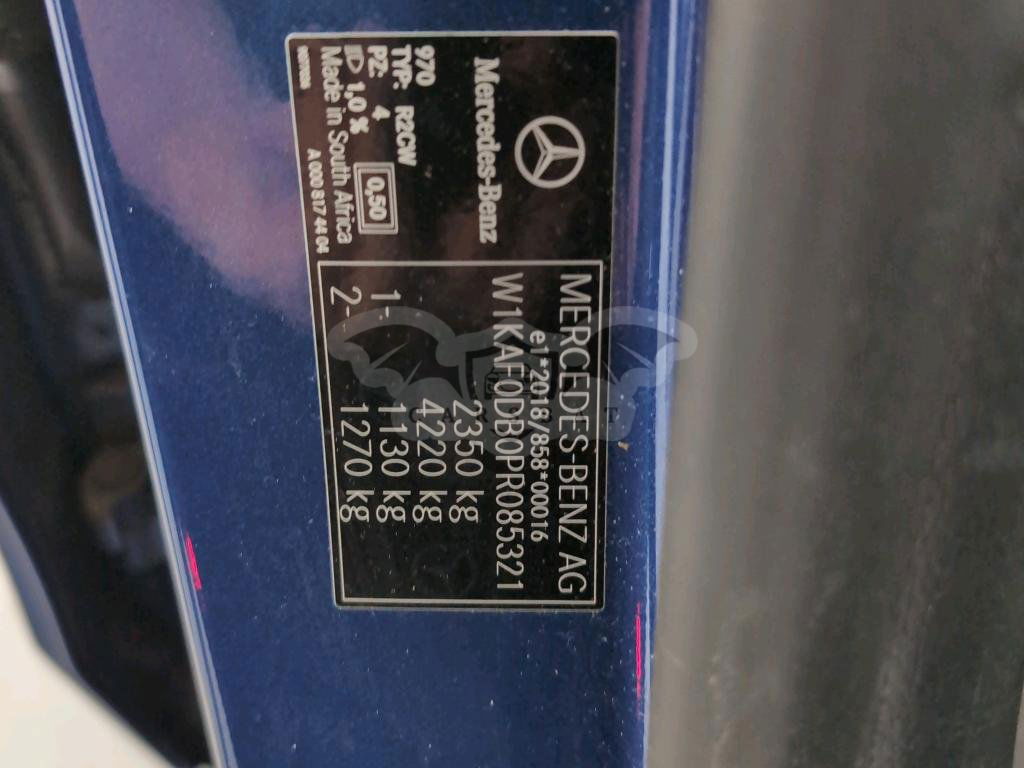 Mercedes-Benz
970
TYP: R2CW
PZ: 4
1,0 % 0,50
Made in South Africa
A 000 817 44 04
MERCEDES-BENZ AG
e1*2018/858*00016
W1KAF0DB0PR085321
2350 kg
4220 kg
1- 1130 kg
2- 1270 kg